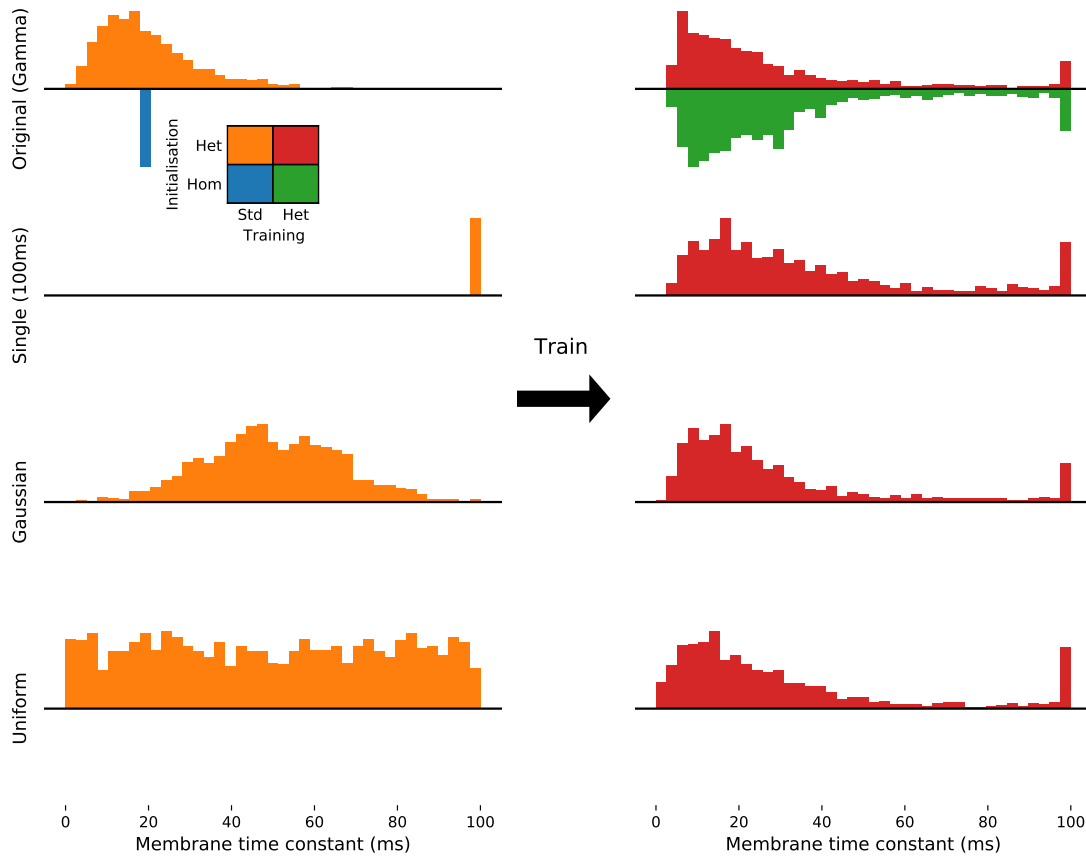 Original (Gamma)
Initialisation
Het
Hom
Std Het
Training
Single (100ms)
Train
Gaussian
Uniform
0 20 40 60 80 100
Membrane time constant (ms)
0 20 40 60 80 100
Membrane time constant (ms)